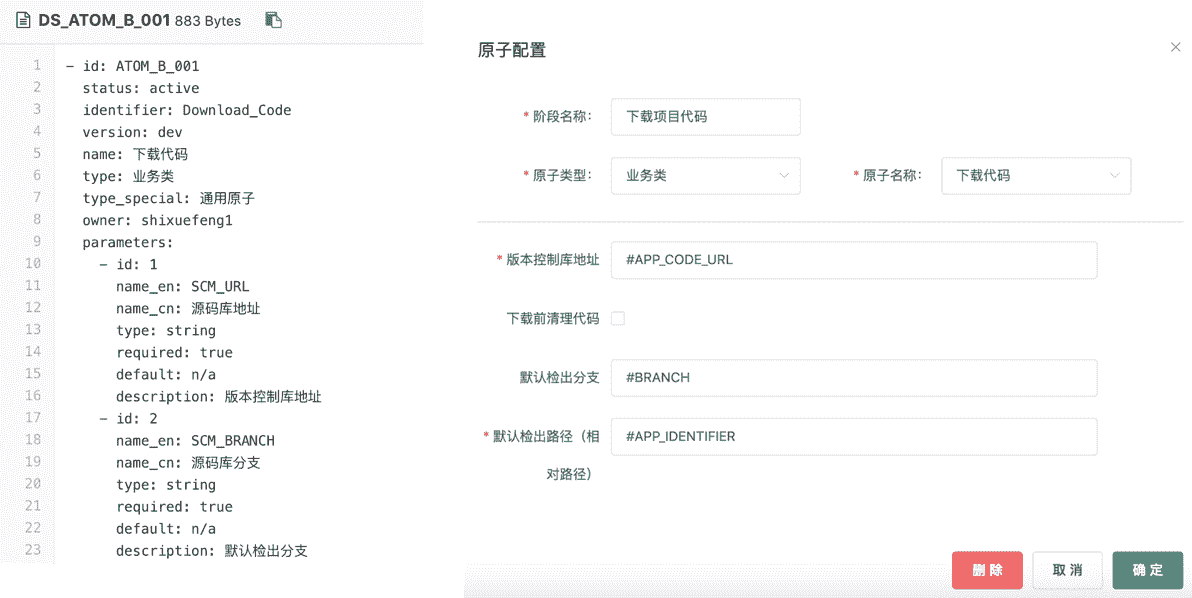 DS_ATOM_B_001 883 Bytes
1 - id: ATOM_B_001
2 status: active
3 identifier: Download_Code
4 version: dev
5 name: 下载代码
6 type: 业务类
7 type_special: 通用原子
8 owner: shixuefeng1
9 parameters:
10 - id: 1
11 name_en: SCM_URL
12 name_cn: 源码库地址
13 type: string
14 required: true
15 default: n/a
16 description: 版本控制库地址
17 - id: 2
18 name_en: SCM_BRANCH
19 name_cn: 源码库分支
20 type: string
21 required: true
22 default: n/a
23 description: 默认检出分支
原子配置
* 阶段名称: 下载项目代码
* 原子类型: 业务类 * 原子名称: 下载代码
* 版本控制库地址 #APP_CODE_URL
下载前清理代码
默认检出分支 #BRANCH
* 默认检出路径（相 #APP_IDENTIFIER
对路径）
删除 取消 确定